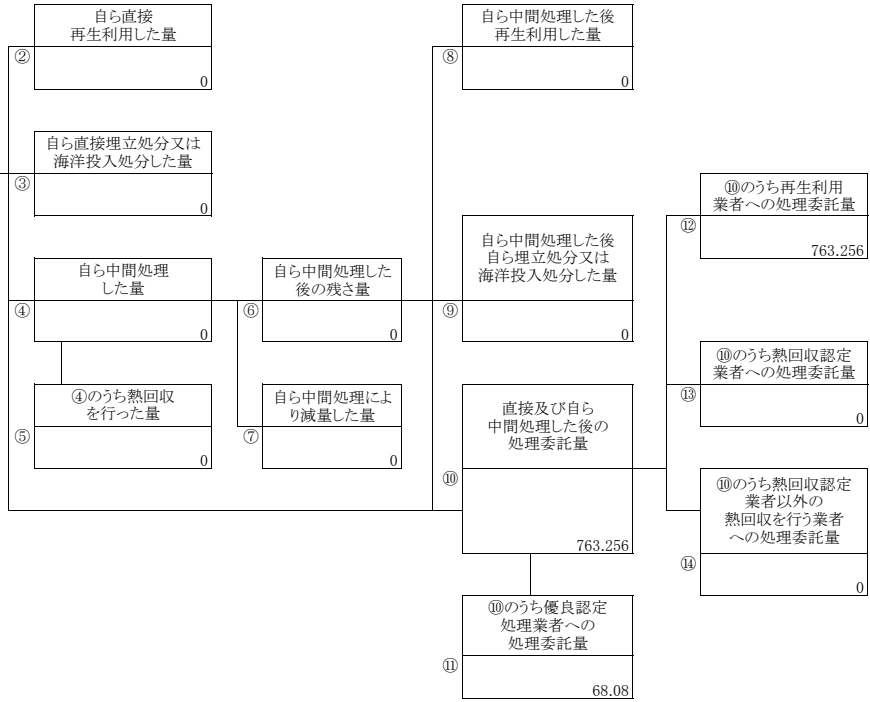 自ら直接
再生利用した量
②
0
自ら直接埋立処分又は
海洋投入処分した量
③
0
自ら中間処理
した量
④
0
④のうち熱回収
を行った量
⑤
0
自ら中間処理した
後の残さ量
⑥
0
自ら中間処理によ
り減量した量
⑦
0
自ら中間処理した後
再生利用した量
⑧
0
自ら中間処理した後
自ら埋立処分又は
海洋投入処分した量
⑨
0
直接及び自ら
中間処理した後の
処理委託量
⑩
763.256
⑩のうち優良認定
処理業者への
処理委託量
⑪
68.08
⑩のうち再生利用
業者への処理委託量
⑫
763.256
⑩のうち熱回収認定
業者への処理委託量
⑬
0
⑩のうち熱回収認定
業者以外の
熱回収を行う業者
への処理委託量
⑭
0